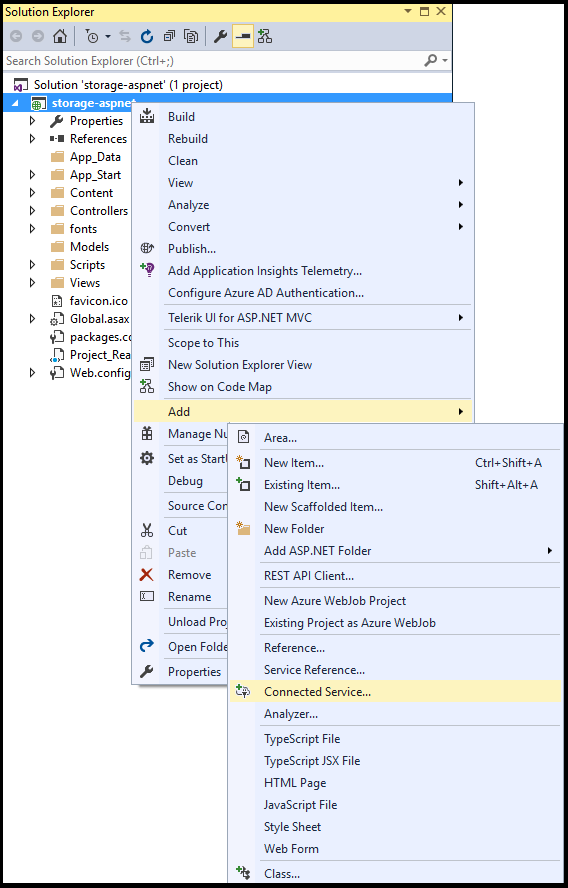 Solution Explorer
Search Solution Explorer (Ctrl+;)
Solution 'storage-aspnet' (1 project)
storage-aspnet
Properties
References
App_Data
App_Start
Content
Controllers
fonts
Models
Scripts
Views
favicon.ico
Global.asax
packages.co
Project_Rea
Web.config
Build
Rebuild
Clean
View
Analyze
Convert
Publish...
Add Application Insights Telemetry...
Configure Azure AD Authentication...
Telerik UI for ASP.NET MVC
Scope to This
New Solution Explorer View
Show on Code Map
Add
Manage Nu
Set as Start
Debug
Source Con
Cut
Paste
Remove
Rename
Unload Proj
Open Folde
Properties
Area...
New Item... Ctrl+Shift+A
Existing Item... Shift+Alt+A
New Scaffolded Item...
New Folder
Add ASP.NET Folder
REST API Client...
New Azure WebJob Project
Existing Project as Azure WebJob
Reference...
Service Reference...
Connected Service...
Analyzer...
TypeScript File
TypeScript JSX File
HTML Page
JavaScript File
Style Sheet
Web Form
Class...